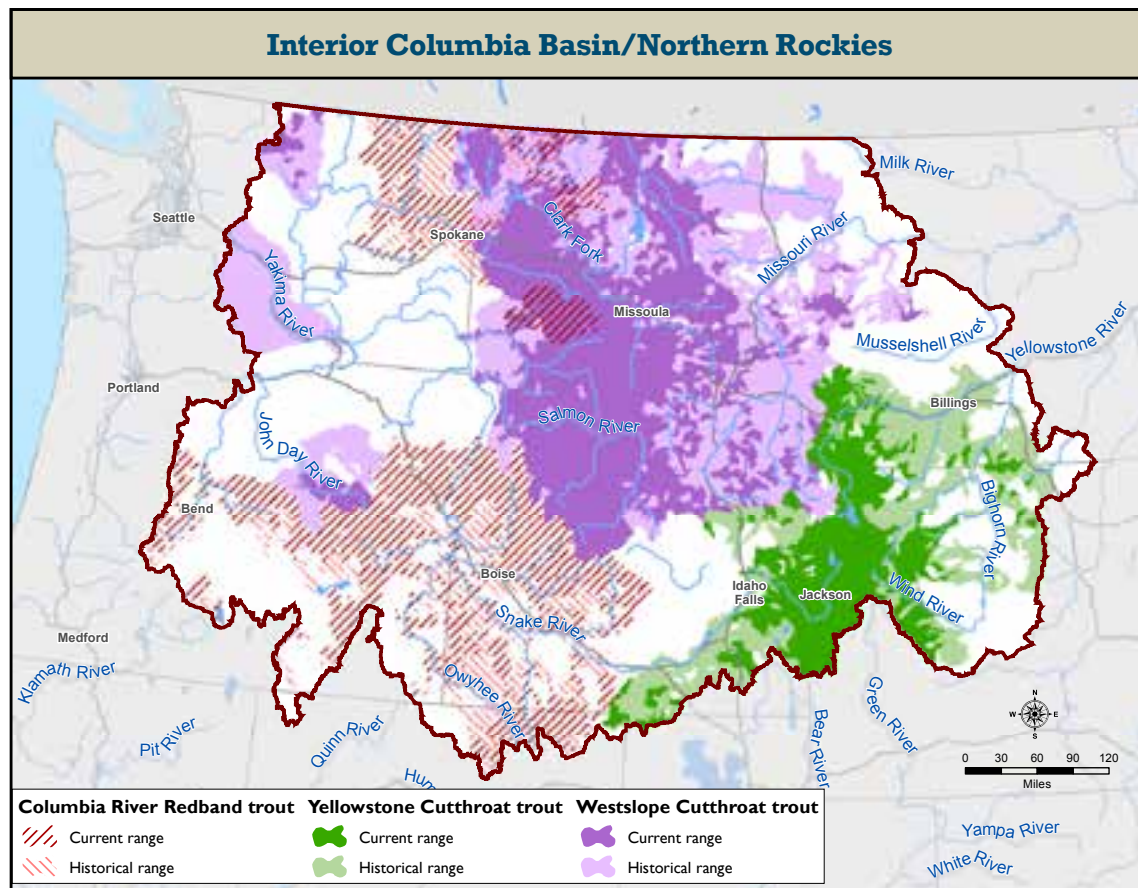 Interior Columbia Basin/Northern Rockies
Milk River
Seattle
Spokane
Clark Fork
Missouri River
Yakima River
Missoula
Musselshell River
Yellowstone River
Portland
Billings
John Day River
Salmon River
Bend
Bighorn River
Boise
Idaho
Falls
Jackson
Wind River
Snake River
Medford
Klamath River
Owyhee River
Green River
Bear River
Pit River
Quinn River
Hum
N
W
E
S
0 30 60 90 120
Miles
Columbia River Redband trout Yellowstone Cutthroat trout Westslope Cutthroat trout
Current range Current range Current range
Historical range Historical range Historical range
Yampa River
White River